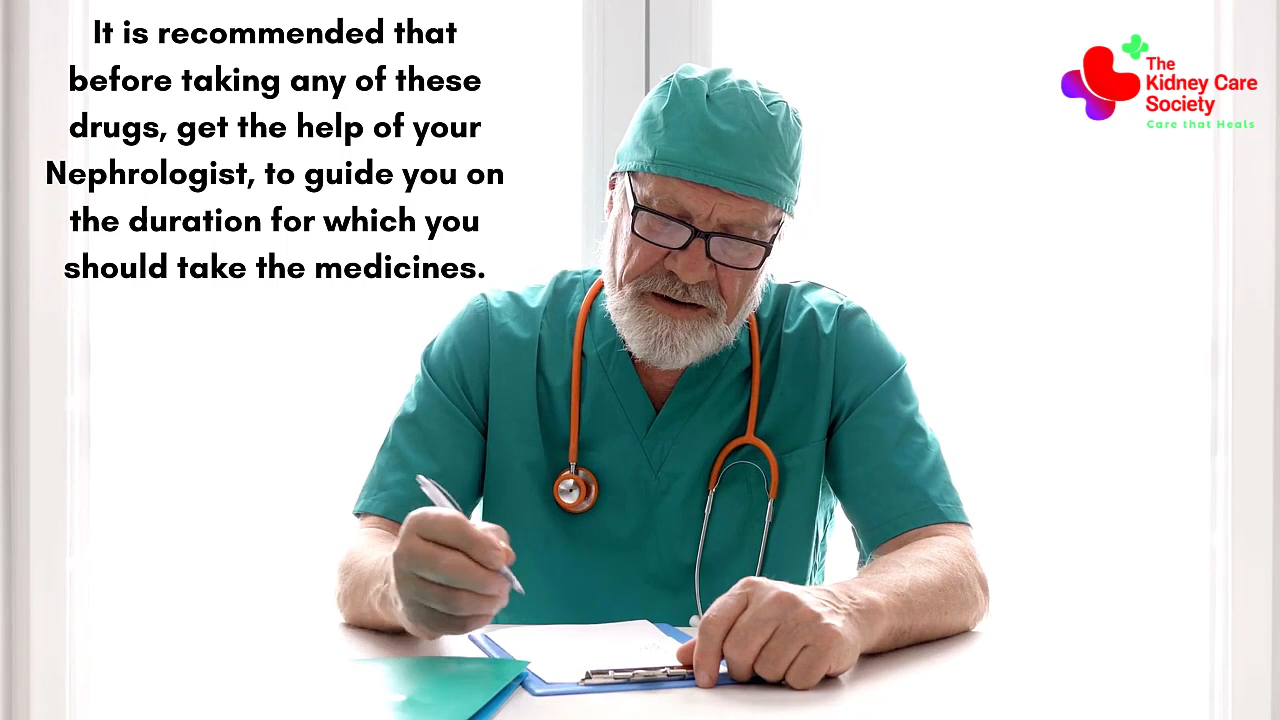 It is recommended that
before taking any of these
drugs, get the help of your
Nephrologist, to guide you on
the duration for which you
should take the medicines.
The
Kidney Care
Society
Care that Heals